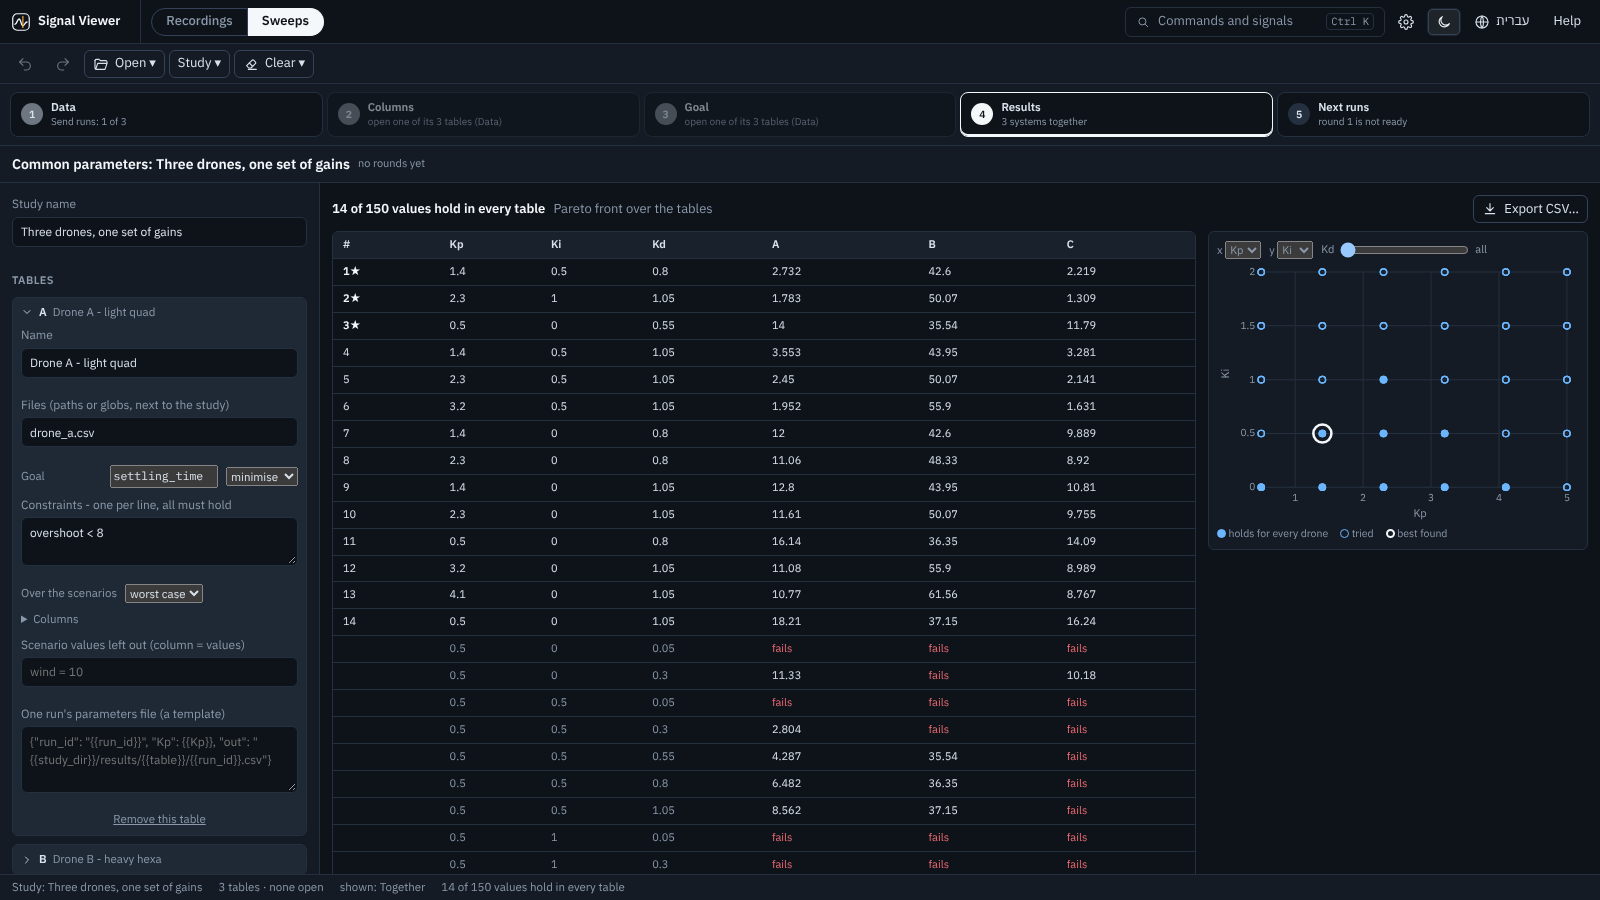 Signal Viewer
Recordings
Sweeps
Commands and signals
Ctrl K
עברית
Help
Open ▾
Study ▾
Clear ▾
1
Data
Send runs: 1 of 3
2
Columns
open one of its 3 tables (Data)
3
Goal
open one of its 3 tables (Data)
4
Results
3 systems together
5
Next runs
round 1 is not ready
Common parameters: Three drones, one set of gains no rounds yet
Study name
Three drones, one set of gains
TABLES
A Drone A - light quad
Name
Drone A - light quad
Files (paths or globs, next to the study)
drone_a.csv
Goal settling_time minimise
Constraints - one per line, all must hold
overshoot < 8
Over the scenarios worst case
Columns
Scenario values left out (column = values)
wind = 10
One run's parameters file (a template)
{"run_id": "{{run_id}}", "Kp": {{Kp}}, "out": "
{{study_dir}}/results/{{table}}/{{run_id}}.csv"}
Remove this table
B Drone B - heavy hexa
14 of 150 values hold in every table Pareto front over the tables
Export CSV...
# Kp Ki Kd A B C
1★ 1.4 0.5 0.8 2.732 42.6 2.219
2★ 2.3 1 1.05 1.783 50.07 1.309
3★ 0.5 0 0.55 14 35.54 11.79
4 1.4 0.5 1.05 3.553 43.95 3.281
5 2.3 0.5 1.05 2.45 50.07 2.141
6 3.2 0.5 1.05 1.952 55.9 1.631
7 1.4 0 0.8 12 42.6 9.889
8 2.3 0 0.8 11.06 48.33 8.92
9 1.4 0 1.05 12.8 43.95 10.81
10 2.3 0 1.05 11.61 50.07 9.755
11 0.5 0 0.8 16.14 36.35 14.09
12 3.2 0 1.05 11.08 55.9 8.989
13 4.1 0 1.05 10.77 61.56 8.767
14 0.5 0 1.05 18.21 37.15 16.24
0.5 0 0.05 fails fails fails
0.5 0 0.3 11.33 fails 10.18
0.5 0.5 0.05 fails fails fails
0.5 0.5 0.3 2.804 fails fails
0.5 0.5 0.55 4.287 35.54 fails
0.5 0.5 0.8 6.482 36.35 fails
0.5 0.5 1.05 8.562 37.15 fails
0.5 1 0.05 fails fails fails
0.5 1 0.3 fails fails fails
x Kp y Ki Kd all
2
1.5
1
0.5
0
Ki
1 2 3 4 5
Kp
holds for every drone tried best found
Study: Three drones, one set of gains 3 tables · none open shown: Together 14 of 150 values hold in every table